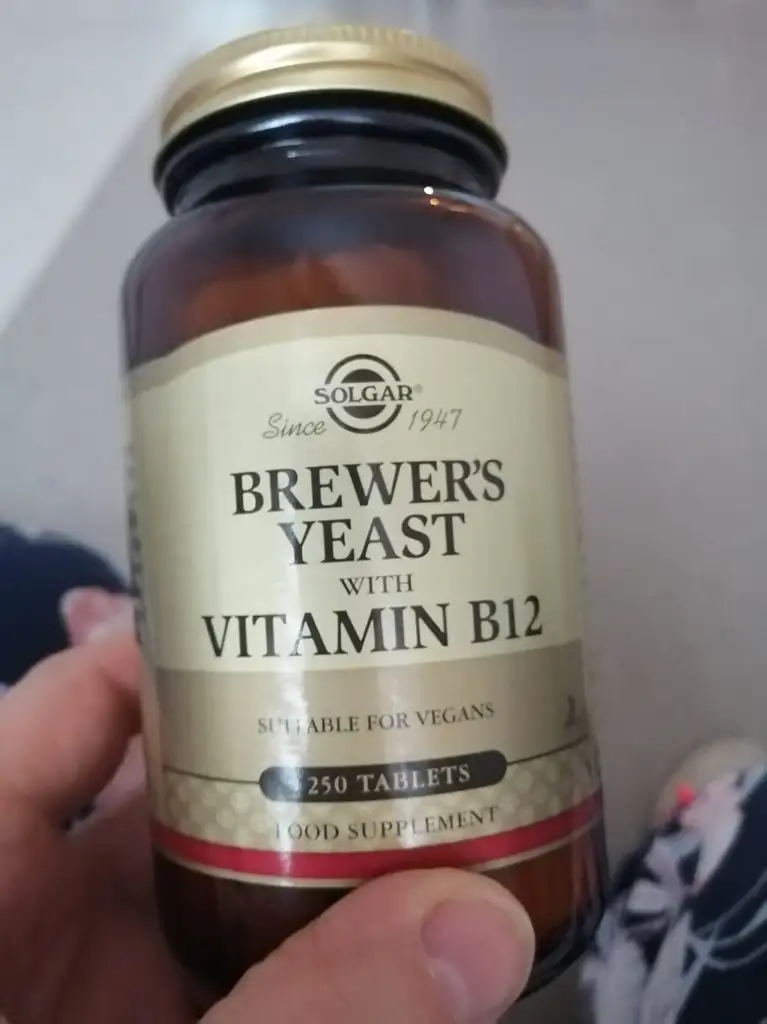 SOLGAR®
Since 1947
BREWER'S
YEAST
WITH
VITAMIN B12
SUITABLE FOR VEGANS
250 TABLETS
FOOD SUPPLEMENT